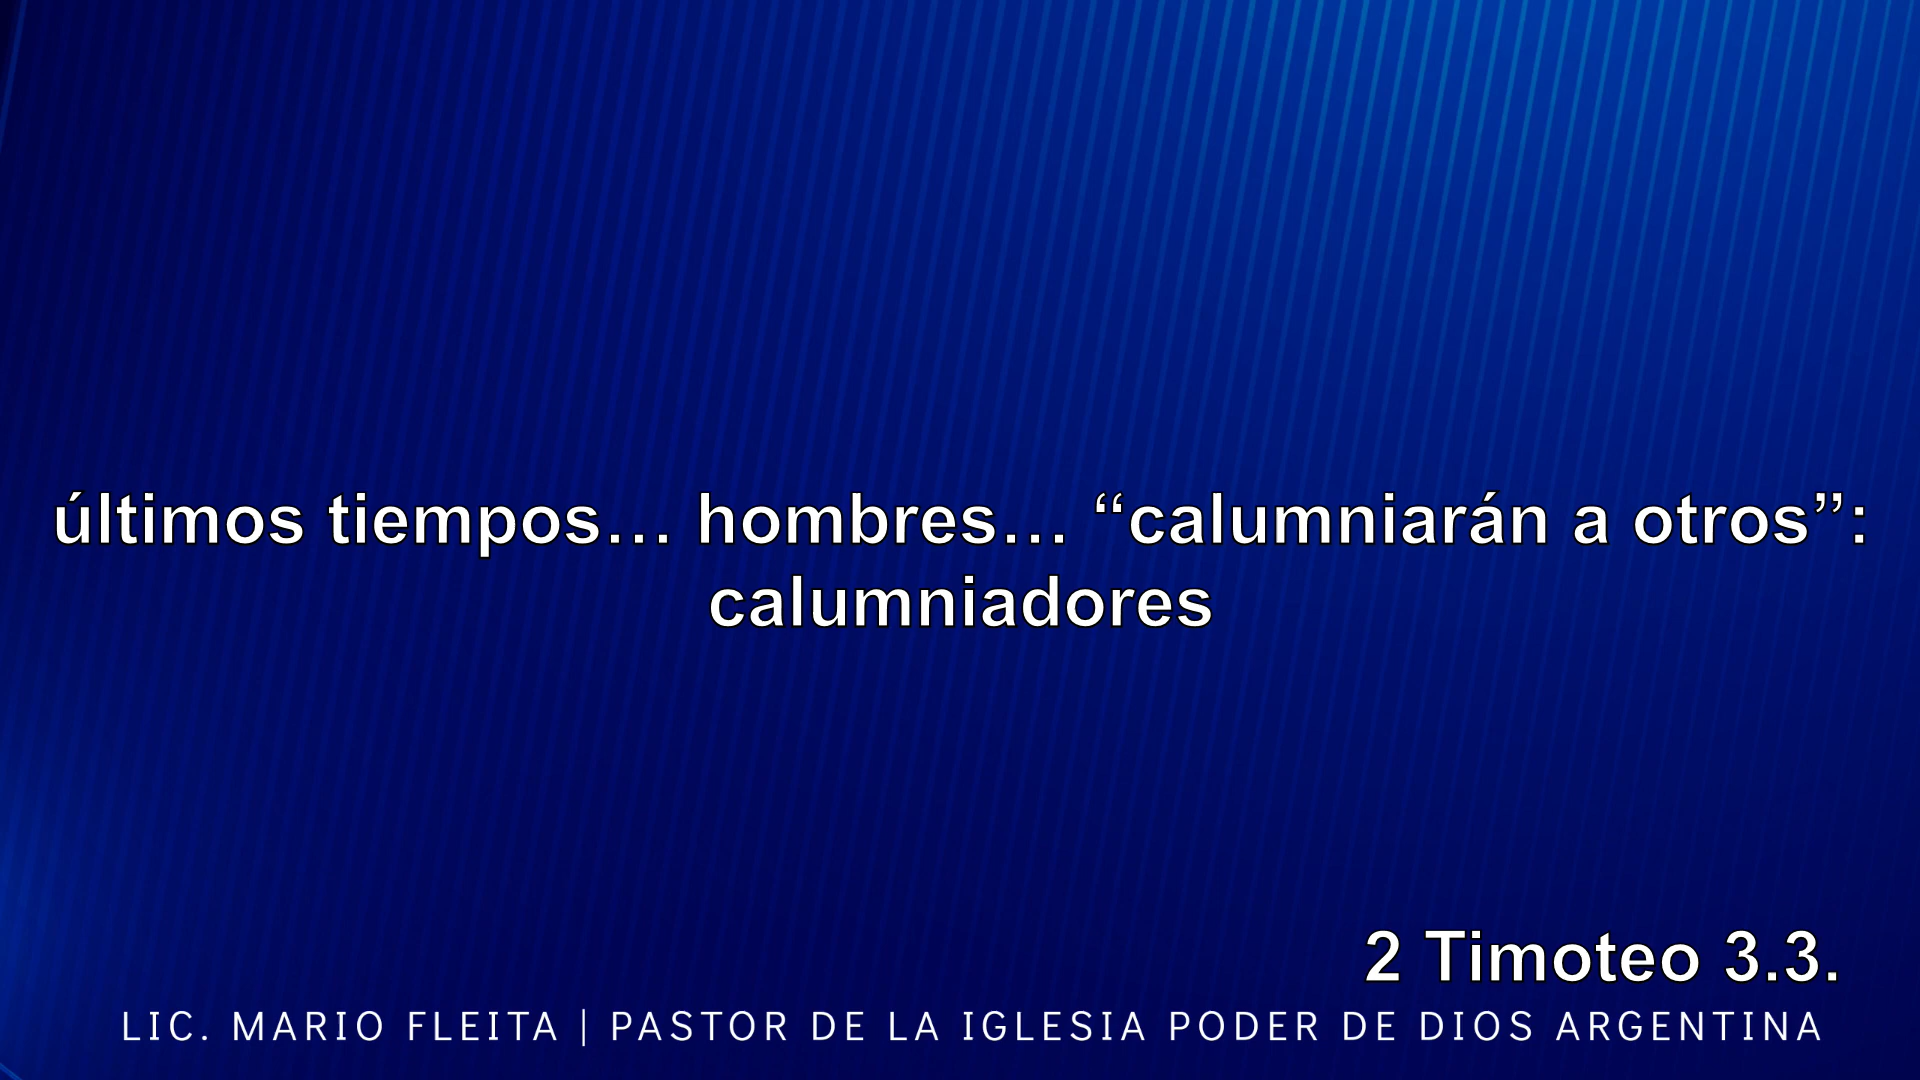 últimos tiempos… hombres… “calumniarán a otros”:
calumniadores
2 Timoteo 3.3.
LIC. MARIO FLEITA | PASTOR DE LA IGLESIA PODER DE DIOS ARGENTINA